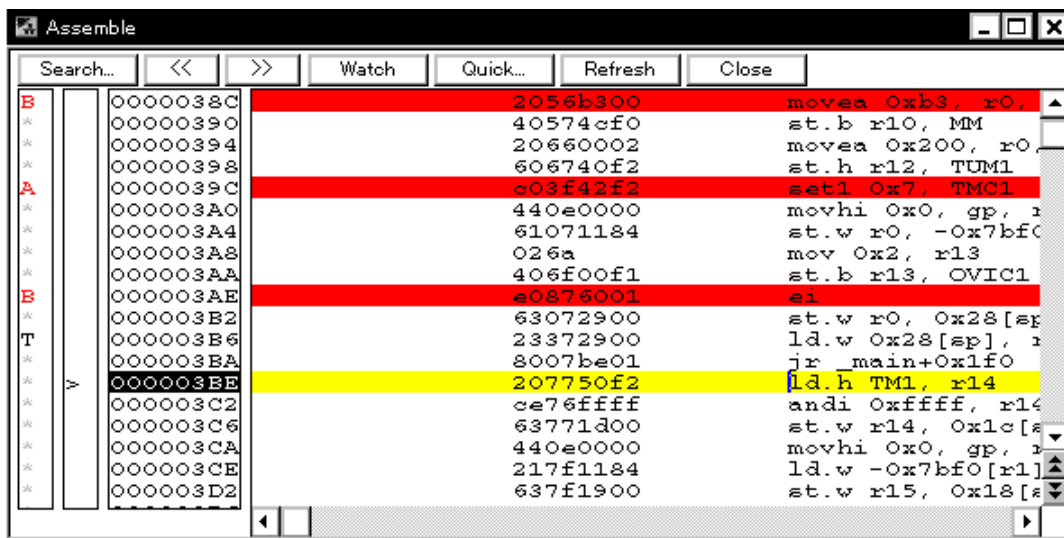 Assemble
Search... << >> Watch Quick... Refresh Close
B 0000038C 2056b300 movea 0xb3, r0,
* 00000390 40574cf0 st.b r10, MM
* 00000394 20660002 movea 0x200, r0,
* 00000398 606740f2 st.h r12, TUM1
A 0000039C c03f42f2 set1 0x7, TMC1
* 000003A0 440e0000 movhi 0x0, gp,
* 000003A4 61071184 st.w r0, -0x7bf0
* 000003A8 026a mov 0x2, r13
* 000003AA 406f00f1 st.b r13, OVIC1
B 000003AE e0876001 ei
* 000003B2 63072900 st.w r0, 0x28[sp
T 000003B6 23372900 ld.w 0x28[sp],
* 000003BA 8007be01 jr _main+0x1f0
* > 000003BE 207750f2 ld.h TM1, r14
* 000003C2 ce76ffff andi 0xffff, r14
* 000003C6 63771d00 st.w r14, 0x1c[s
* 000003CA 440e0000 movhi 0x0, gp,
* 000003CE 217f1184 ld.w -0x7bf0[r1]
* 000003D2 637f1900 st.w r15, 0x18[s